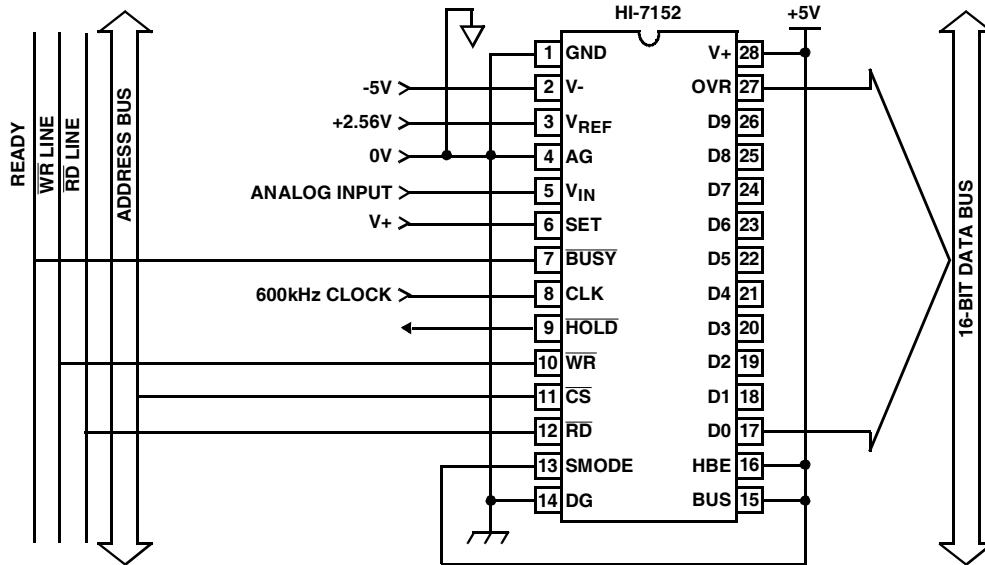 HI-7152
+5V
READY
WR LINE
RD LINE
ADDRESS BUS
-5V
+2.56V
0V
ANALOG INPUT
V+
600kHz CLOCK
1 GND
2 V-
3 VREF
4 AG
5 VIN
6 SET
7 BUSY
8 CLK
9 HOLD
10 WR
11 CS
12 RD
13 SMODE
14 DG
V+ 28
OVR 27
D9 26
D8 25
D7 24
D6 23
D5 22
D4 21
D3 20
D2 19
D1 18
D0 17
HBE 16
BUS 15
16-BIT DATA BUS